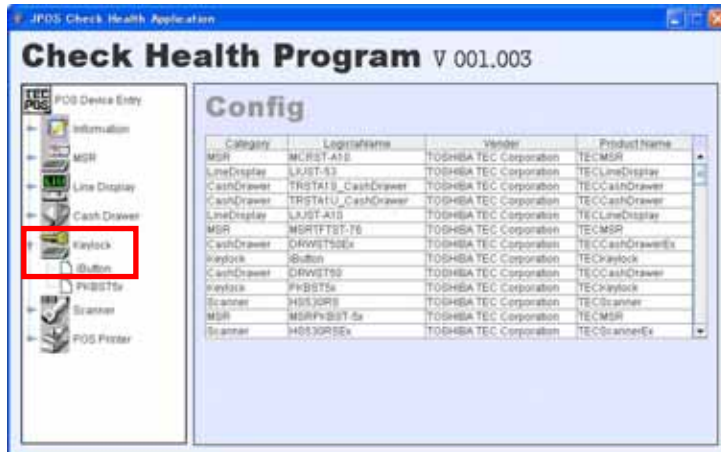 JPOS Check Health Application
Check Health Program V 001.003
TEC POS
POS Device Entry
Information
MSR
Line Display
Cash Drawer
Keylock
iButton
PKBST5x
Scanner
POS Printer
Config
Category LogicalName Vender Product Name
MSR MCRST-A10 TOSHIBA TEC Corporation TECMSR
LineDisplay LIUST-53 TOSHIBA TEC Corporation TECLineDisplay
CashDrawer TRSTA10_CashDrawer TOSHIBA TEC Corporation TECCashDrawer
CashDrawer TRSTA1U_CashDrawer TOSHIBA TEC Corporation TECCashDrawer
LineDisplay LIUST-A10 TOSHIBA TEC Corporation TECLineDisplay
MSR MSRTFTST-76 TOSHIBA TEC Corporation TECMSR
CashDrawer DRWST50Ex TOSHIBA TEC Corporation TECCashDrawerEx
Keylock iButton TOSHIBA TEC Corporation TECKeylock
CashDrawer DRWST50 TOSHIBA TEC Corporation TECCashDrawer
Keylock PKBST5x TOSHIBA TEC Corporation TECKeylock
Scanner HS530RS TOSHIBA TEC Corporation TECScanner
MSR MSRPKBST-5x TOSHIBA TEC Corporation TECMSR
Scanner HS530RSEx TOSHIBA TEC Corporation TECScannerEx